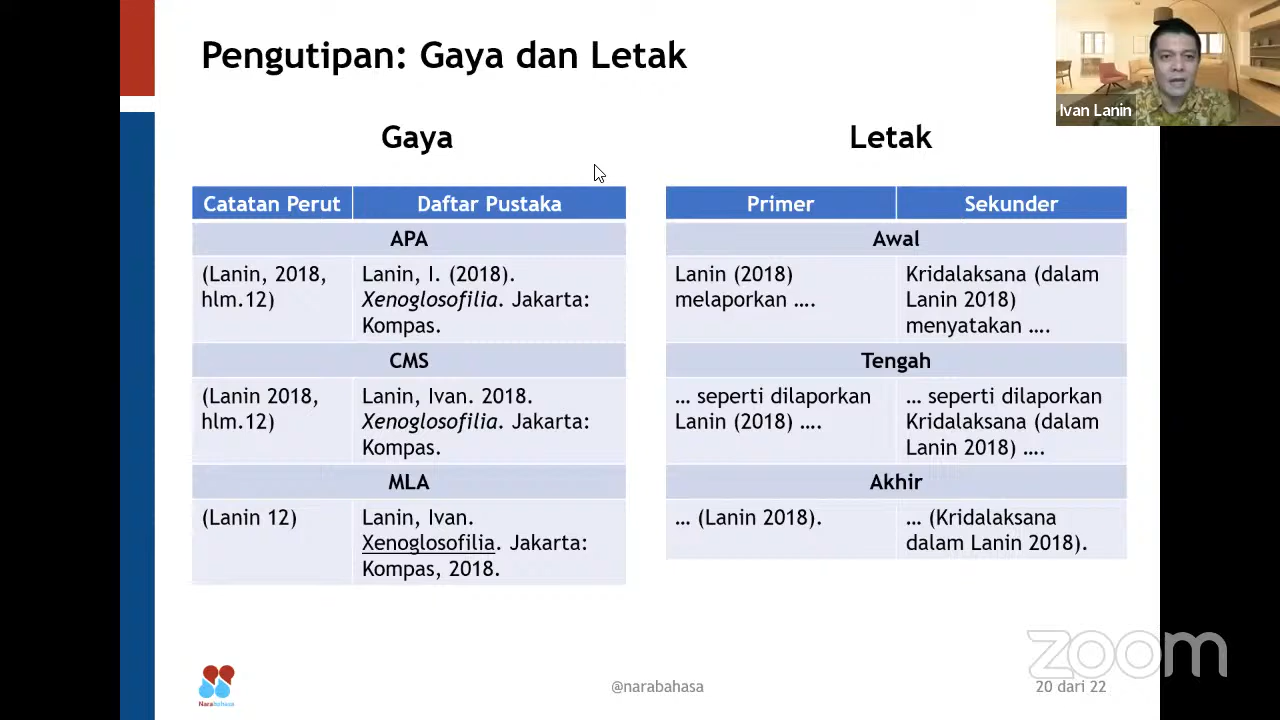 Pengutipan: Gaya dan Letak
Ivan Lanin
Gaya
Catatan Perut Daftar Pustaka
APA
(Lanin, 2018,
hlm.12)
Lanin, I. (2018).
Xenoglosofilia. Jakarta:
Kompas.
CMS
(Lanin 2018,
hlm.12)
Lanin, Ivan. 2018.
Xenoglosofilia. Jakarta:
Kompas.
MLA
(Lanin 12)
Lanin, Ivan.
Xenoglosofilia. Jakarta:
Kompas, 2018.
Letak
Primer Sekunder
Awal
Lanin (2018)
melaporkan ....
Kridalaksana (dalam
Lanin 2018)
menyatakan ....
Tengah
… seperti dilaporkan
Lanin (2018) ….
… seperti dilaporkan
Kridalaksana (dalam
Lanin 2018) ….
Akhir
… (Lanin 2018).
… (Kridalaksana
dalam Lanin 2018).
zoom
Narabahasa
@narabahasa
20 dari 22